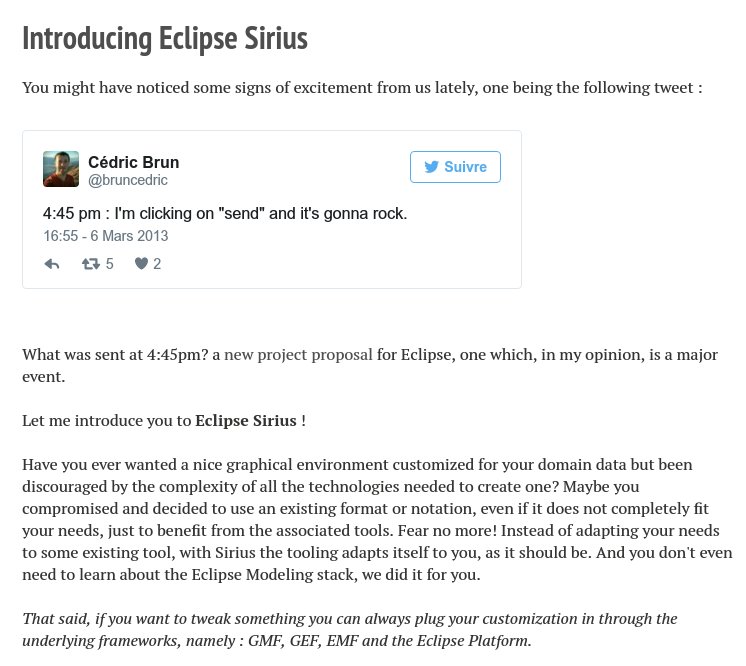 Introducing Eclipse Sirius
You might have noticed some signs of excitement from us lately, one being the following tweet :
Cédric Brun
@bruncedric
Suivre
4:45 pm : I'm clicking on "send" and it's gonna rock.
16:55 - 6 Mars 2013
5 2
What was sent at 4:45pm? a new project proposal for Eclipse, one which, in my opinion, is a major
event.
Let me introduce you to Eclipse Sirius !
Have you ever wanted a nice graphical environment customized for your domain data but been
discouraged by the complexity of all the technologies needed to create one? Maybe you
compromised and decided to use an existing format or notation, even if it does not completely fit
your needs, just to benefit from the associated tools. Fear no more! Instead of adapting your needs
to some existing tool, with Sirius the tooling adapts itself to you, as it should be. And you don't even
need to learn about the Eclipse Modeling stack, we did it for you.
That said, if you want to tweak something you can always plug your customization in through the
underlying frameworks, namely : GMF, GEF, EMF and the Eclipse Platform.